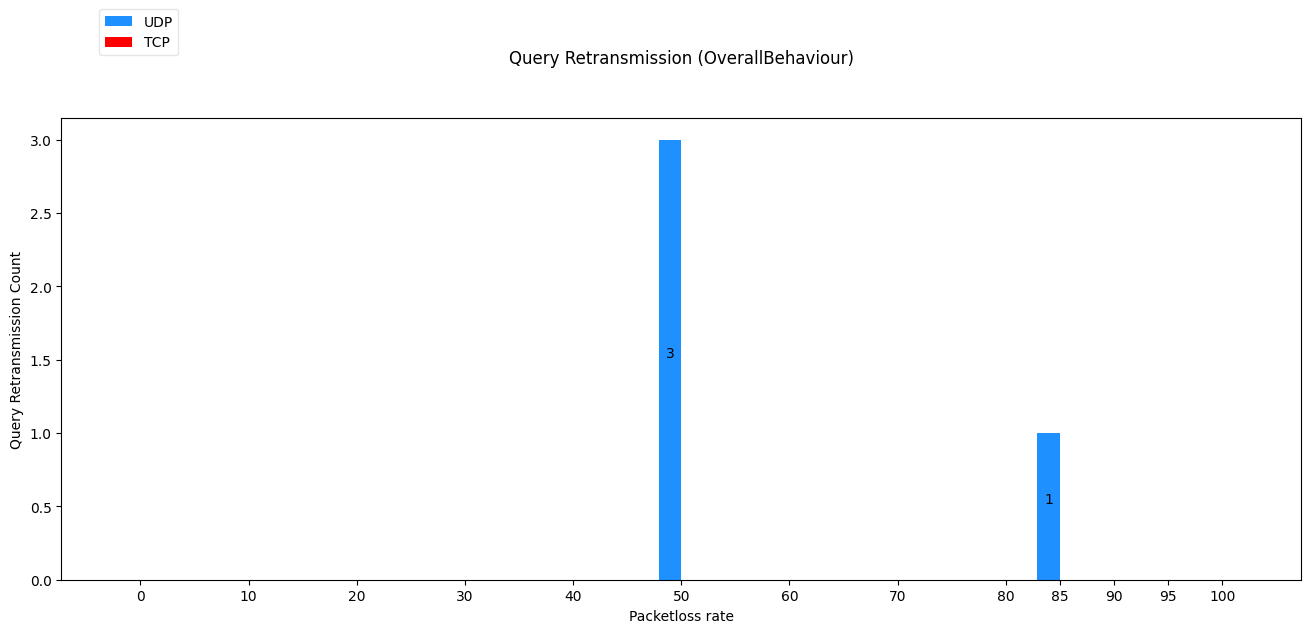 UDP
TCP
Query Retransmission (OverallBehaviour)
Query Retransmission Count
3.0
2.5
2.0
1.5
1.0
0.5
0.0
3
1
0 10 20 30 40 50 60 70 80 85 90 95 100
Packetloss rate